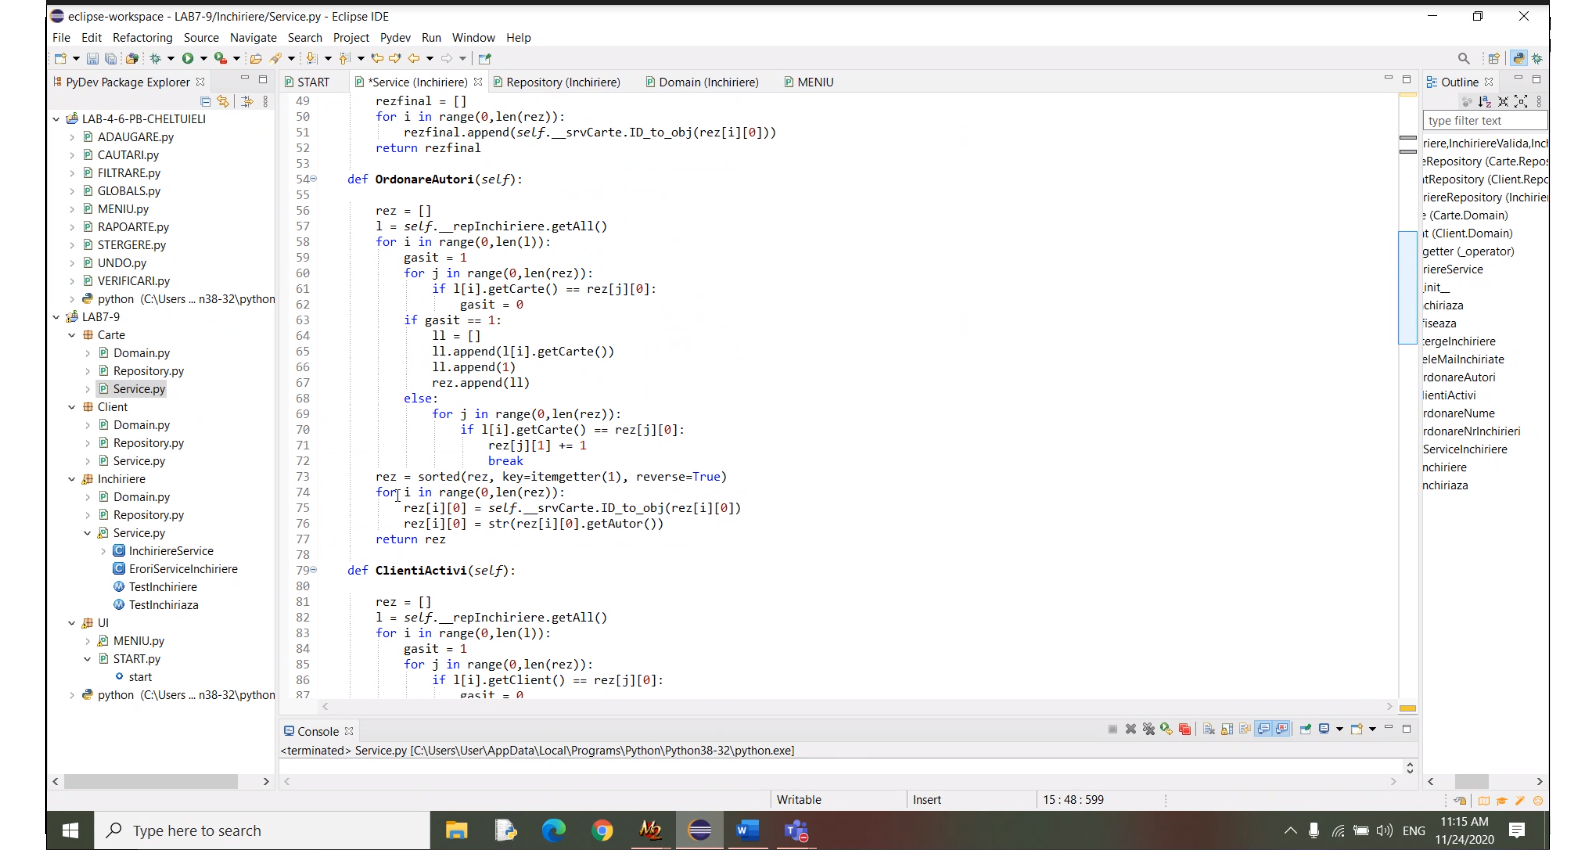 eclipse-workspace - LAB7-9/Inchiriere/Service.py - Eclipse IDE
File Edit Refactoring Source Navigate Search Project Pydev Run Window Help
PyDev Package Explorer
START *Service (Inchiriere) Repository (Inchiriere) Domain (Inchiriere) MENIU
Outline
LAB-4-6-PB-CHELTUIELI
ADAUGARE.py
CAUTARI.py
FILTRARE.py
GLOBALS.py
MENIU.py
RAPOARTE.py
STERGERE.py
UNDO.py
VERIFICARI.py
python (C:\Users ... n38-32\python
LAB7-9
Carte
Domain.py
Repository.py
Service.py
Client
Domain.py
Repository.py
Service.py
Inchiriere
Domain.py
Repository.py
Service.py
InchiriereService
EroriServiceInchiriere
TestInchiriere
TestInchiriaza
UI
MENIU.py
START.py
start
python (C:\Users ... n38-32\python
49 rezfinal = []
50 for i in range(0,len(rez)):
51 rezfinal.append(self.__srvCarte.ID_to_obj(rez[i][0]))
52 return rezfinal
53
54 def OrdonareAutori(self):
55
56 rez = []
57 l = self.__repInchiriere.getAll()
58 for i in range(0,len(l)):
59 gasit = 1
60 for j in range(0,len(rez)):
61 if l[i].getCarte() == rez[j][0]:
62 gasit = 0
63 if gasit == 1:
64 ll = []
65 ll.append(l[i].getCarte())
66 ll.append(1)
67 rez.append(ll)
68 else:
69 for j in range(0,len(rez)):
70 if l[i].getCarte() == rez[j][0]:
71 rez[j][1] += 1
72 break
73 rez = sorted(rez, key=itemgetter(1), reverse=True)
74 for i in range(0,len(rez)):
75 rez[i][0] = self.__srvCarte.ID_to_obj(rez[i][0])
76 rez[i][0] = str(rez[i][0].getAutor())
77 return rez
78
79 def ClientiActivi(self):
80
81 rez = []
82 l = self.__repInchiriere.getAll()
83 for i in range(0,len(l)):
84 gasit = 1
85 for j in range(0,len(rez)):
86 if l[i].getClient() == rez[j][0]:
87 gasit = 0
type filter text
riere,InchiriereValida,Incl
eRepository (Carte.Repos
ntRepository (Client.Repo
riereRepository (Inchirie
e (Carte.Domain)
nt (Client.Domain)
getter (_operator)
riereService
init__
chiriaza
fiseaza
tergeInchiriere
eleMaiInchiriate
rdonareAutori
lientiActivi
rdonareNume
rdonareNrInchirieri
ServiceInchiriere
nchiriere
nchiriaza
Console
<terminated> Service.py [C:\Users\User\AppData\Local\Programs\Python\Python38-32\python.exe]
Writable Insert 15 : 48 : 599
Type here to search
ENG
11:15 AM
11/24/2020